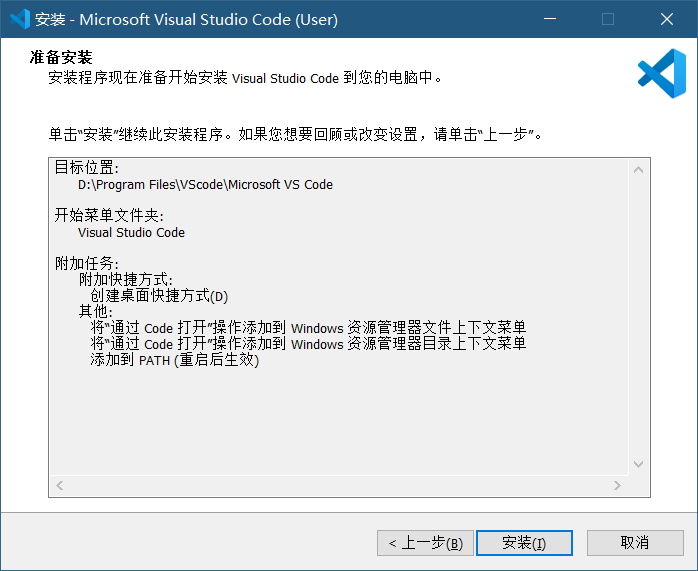 安装 - Microsoft Visual Studio Code (User)
准备安装
安装程序现在准备开始安装 Visual Studio Code 到您的电脑中。
单击“安装”继续此安装程序。如果您想要回顾或改变设置，请单击“上一步”。
目标位置:
D:\Program Files\VScode\Microsoft VS Code
开始菜单文件夹:
Visual Studio Code
附加任务:
附加快捷方式:
创建桌面快捷方式(D)
其他:
将“通过 Code 打开”操作添加到 Windows 资源管理器文件上下文菜单
将“通过 Code 打开”操作添加到 Windows 资源管理器目录上下文菜单
添加到 PATH (重启后生效)
< 上一步(B) 安装(I) 取消